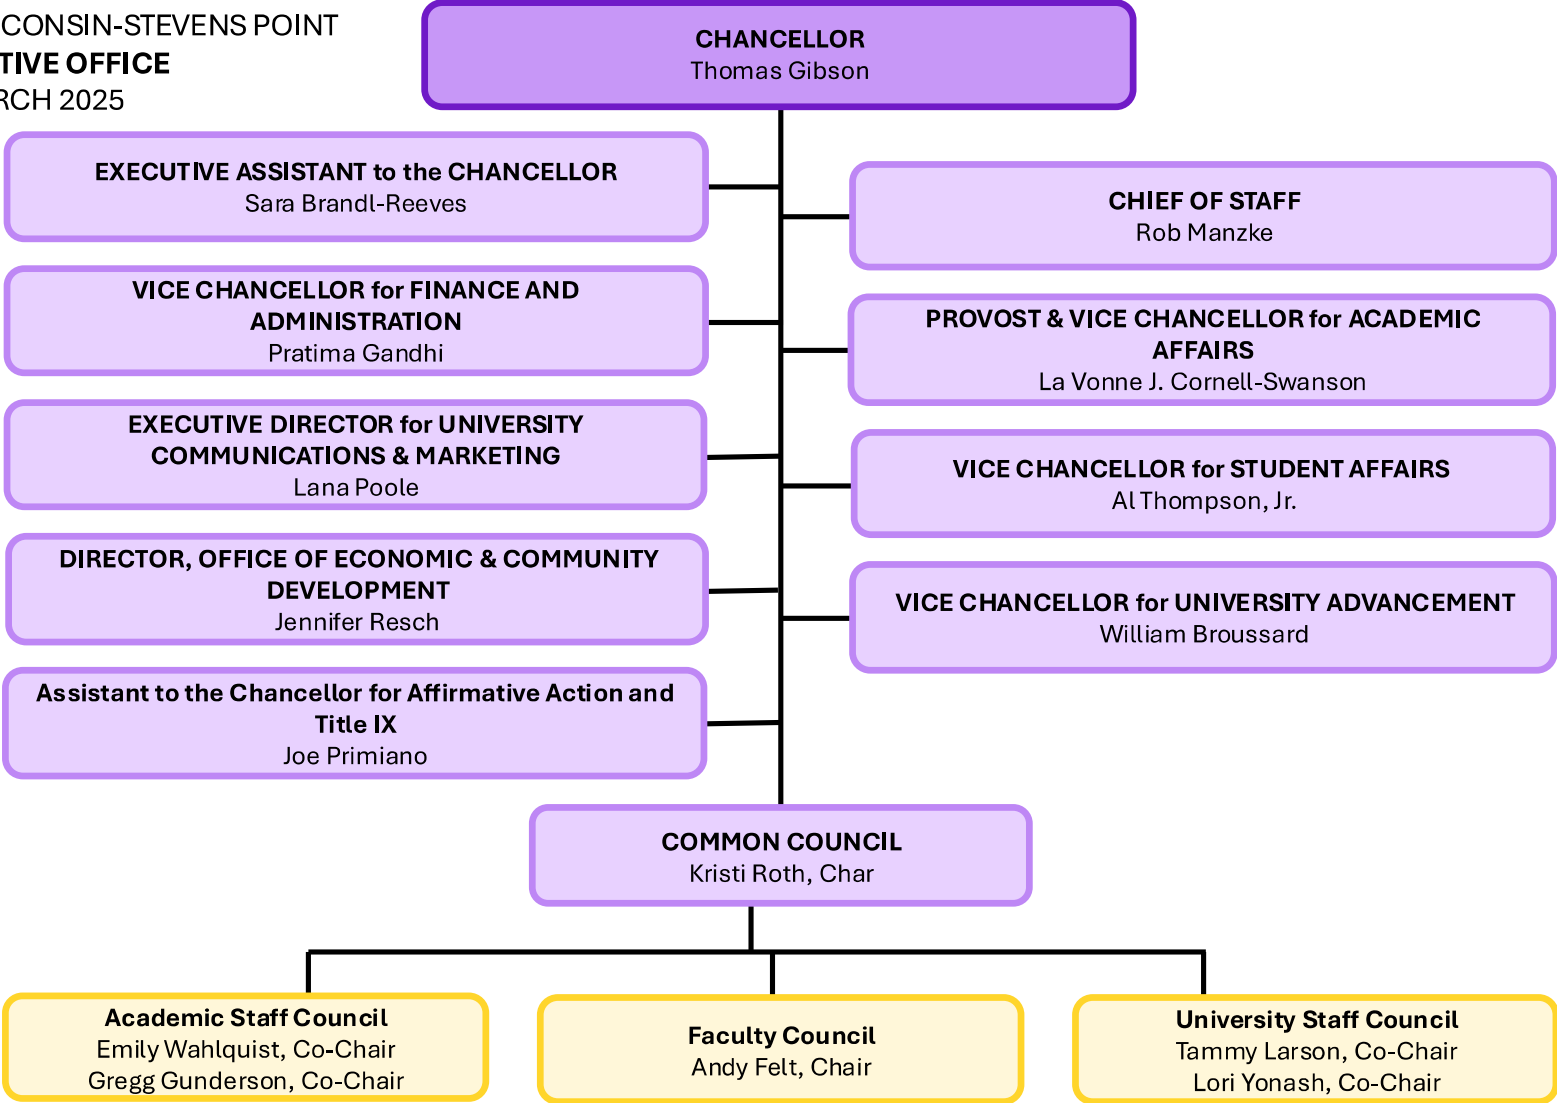 CONSIN-STEVENS POINT
TIVE OFFICE
RCH 2025
CHANCELLOR
Thomas Gibson
EXECUTIVE ASSISTANT to the CHANCELLOR
Sara Brandl-Reeves
CHIEF OF STAFF
Rob Manzke
VICE CHANCELLOR for FINANCE AND
ADMINISTRATION
Pratima Gandhi
PROVOST & VICE CHANCELLOR for ACADEMIC
AFFAIRS
La Vonne J. Cornell-Swanson
EXECUTIVE DIRECTOR for UNIVERSITY
COMMUNICATIONS & MARKETING
Lana Poole
VICE CHANCELLOR for STUDENT AFFAIRS
Al Thompson, Jr.
DIRECTOR, OFFICE OF ECONOMIC & COMMUNITY
DEVELOPMENT
Jennifer Resch
VICE CHANCELLOR for UNIVERSITY ADVANCEMENT
William Broussard
Assistant to the Chancellor for Affirmative Action and
Title IX
Joe Primiano
COMMON COUNCIL
Kristi Roth, Char
Academic Staff Council
Emily Wahlquist, Co-Chair
Gregg Gunderson, Co-Chair
Faculty Council
Andy Felt, Chair
University Staff Council
Tammy Larson, Co-Chair
Lori Yonash, Co-Chair